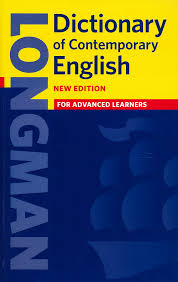 LONGMAN
Dictionary
of Contemporary
English
NEW EDITION
FOR ADVANCED LEARNERS